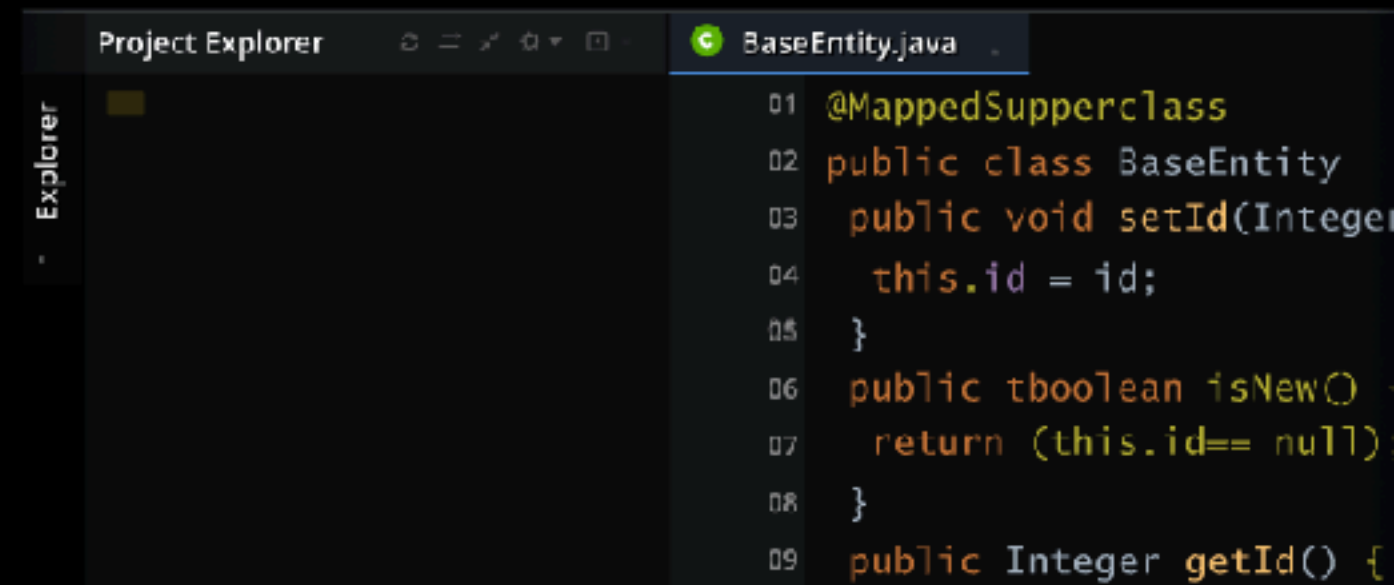 Project Explorer
BaseEntity.java
Explorer
01 @MappedSupperclass
02 public class BaseEntity
03 public void setId(Integer
04 this.id = id;
05 }
06 public tboolean isNew()
07 return (this.id== null);
08 }
09 public Integer getId() {